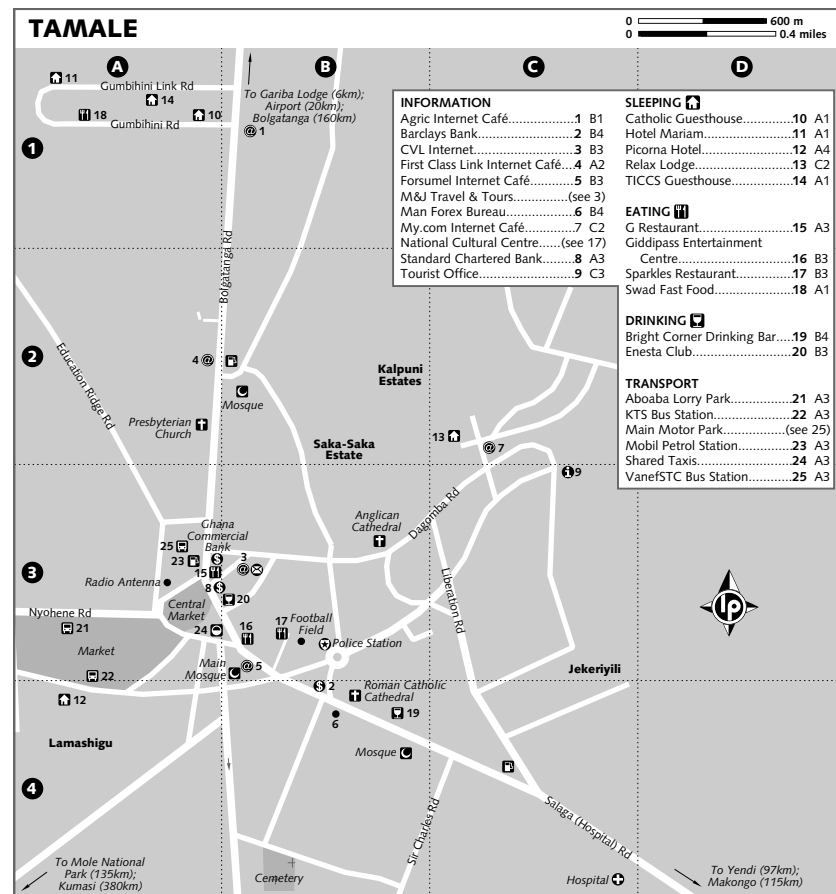 TAMALE
0 600 m
0 0.4 miles
A
B
C
D
1
2
3
4
11
Gumbihini Link Rd
14
18
10
Gumbihini Rd
To Gariba Lodge (6km);
Airport (20km);
Bolgatanga (160km)
@ 1
INFORMATION
Agric Internet Café..............1 B1
Barclays Bank......................2 B4
CVL Internet.......................3 B3
First Class Link Internet Café...4 A2
Forsumel Internet Café........5 B3
M&J Travel & Tours.............(see 3)
Man Forex Bureau...............6 B4
My.com Internet Café..........7 C2
National Cultural Centre.....(see 17)
Standard Chartered Bank.....8 A3
Tourist Office......................9 C3
SLEEPING
Catholic Guesthouse............10 A1
Hotel Mariam......................11 A1
Picorna Hotel......................12 A4
Relax Lodge........................13 C2
TICCS Guesthouse...............14 A1
EATING
G Restaurant.......................15 A3
Giddipass Entertainment
Centre.............................16 B3
Sparkles Restaurant.............17 B3
Swad Fast Food...................18 A1
DRINKING
Bright Corner Drinking Bar....19 B4
Enesta Club.........................20 B3
TRANSPORT
Aboaba Lorry Park...............21 A3
KTS Bus Station...................22 A3
Main Motor Park.................(see 25)
Mobil Petrol Station.............23 A3
Shared Taxis........................24 A3
VanefSTC Bus Station..........25 A3
Bolgatanga Rd
Education Ridge Rd
4 @
Mosque
Presbyterian
Church
Kalpuni
Estates
Saka-Saka
Estate
13
@ 7
i 9
Dagomba Rd
Anglican
Cathedral
Ghana
Commercial
Bank
25
23
3
@
15
$
Radio Antenna
8 $
20
Central
Market
Nyohene Rd
21
Market
24
16
17
Football
Field
Police Station
Liberation Rd
lp
22
Main
Mosque
@ 5
12
$ 2
Roman Catholic
Cathedral
6
19
Jekeriyili
Lamashigu
Mosque
Sir Charles Rd
Salaga (Hospital) Rd
To Mole National
Park (135km);
Kumasi (380km)
Cemetery
Hospital
To Yendi (97km);
Makongo (115km)